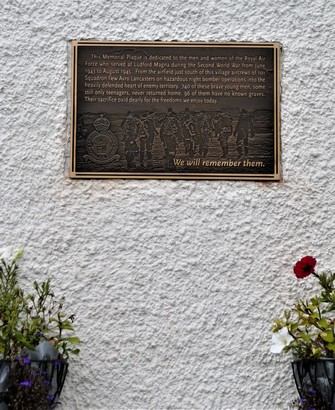 This Memorial Plaque is dedicated to the men and women of the Royal Air
Force who served at Ludford Magna during the Second World War from June
1943 to August 1945. From the airfield just south of this village aircrews of 101
Squadron flew Avro Lancasters on hazardous night bomber operations into the
heavily defended heart of enemy territory. 340 of these brave young men, some
still only teenagers, never returned home. 96 of them have no known graves.
Their sacrifice paid dearly for the freedoms we enjoy today.
We will remember them.